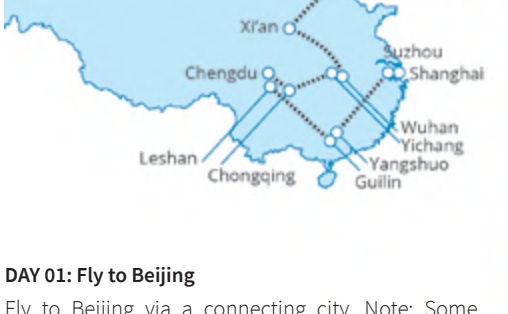 Xi'an
Suzhou
Chengdu
Shanghai
Wuhan
Yichang
Leshan
Yangshuo
Chongqing
Guilin
DAY 01: Fly to Beijing
Fly to Beijing via a connecting city. Note: Some